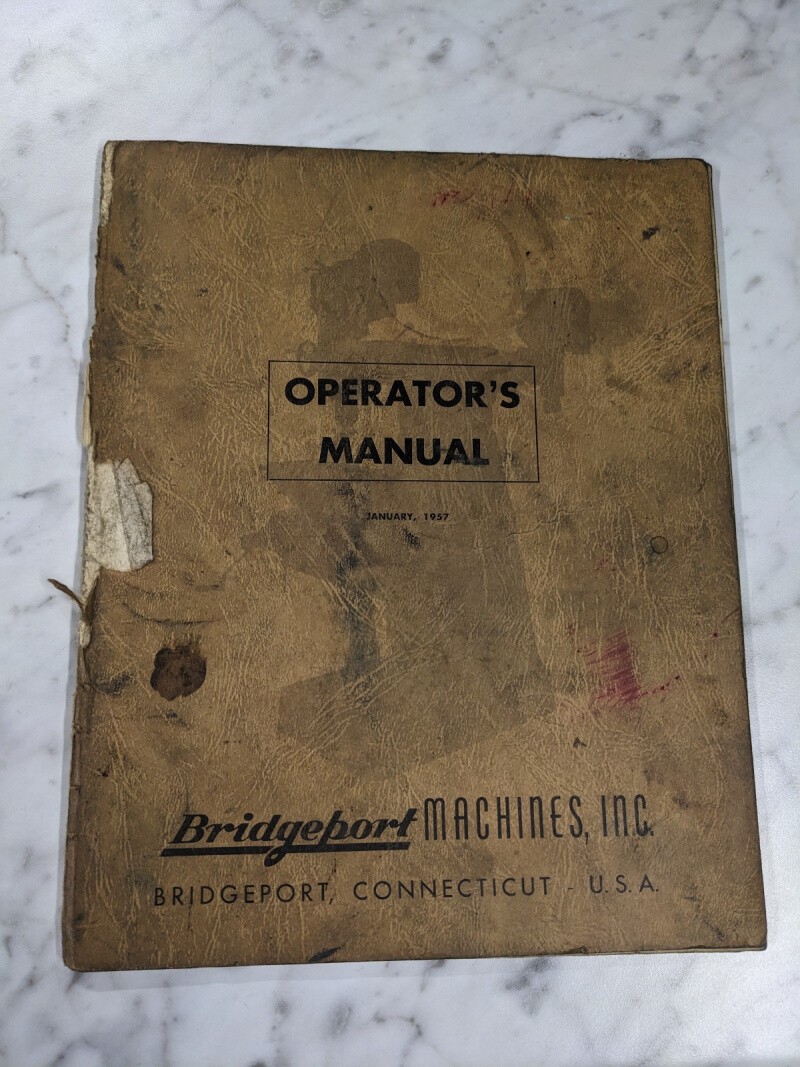 OPERATOR'S
MANUAL
JANUARY, 1957
Bridgeport MACHINES, INC.
BRIDGEPORT, CONNECTICUT - U.S.A.